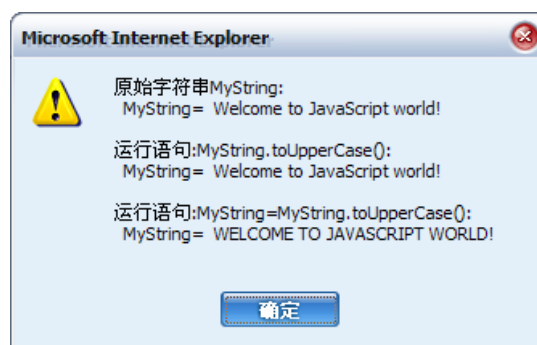 Microsoft Internet Explorer
原始字符串MyString:
MyString= Welcome to JavaScript world!
运行语句:MyString.toUpperCase():
MyString= Welcome to JavaScript world!
运行语句:MyString=MyString.toUpperCase():
MyString= WELCOME TO JAVASCRIPT WORLD!
确定